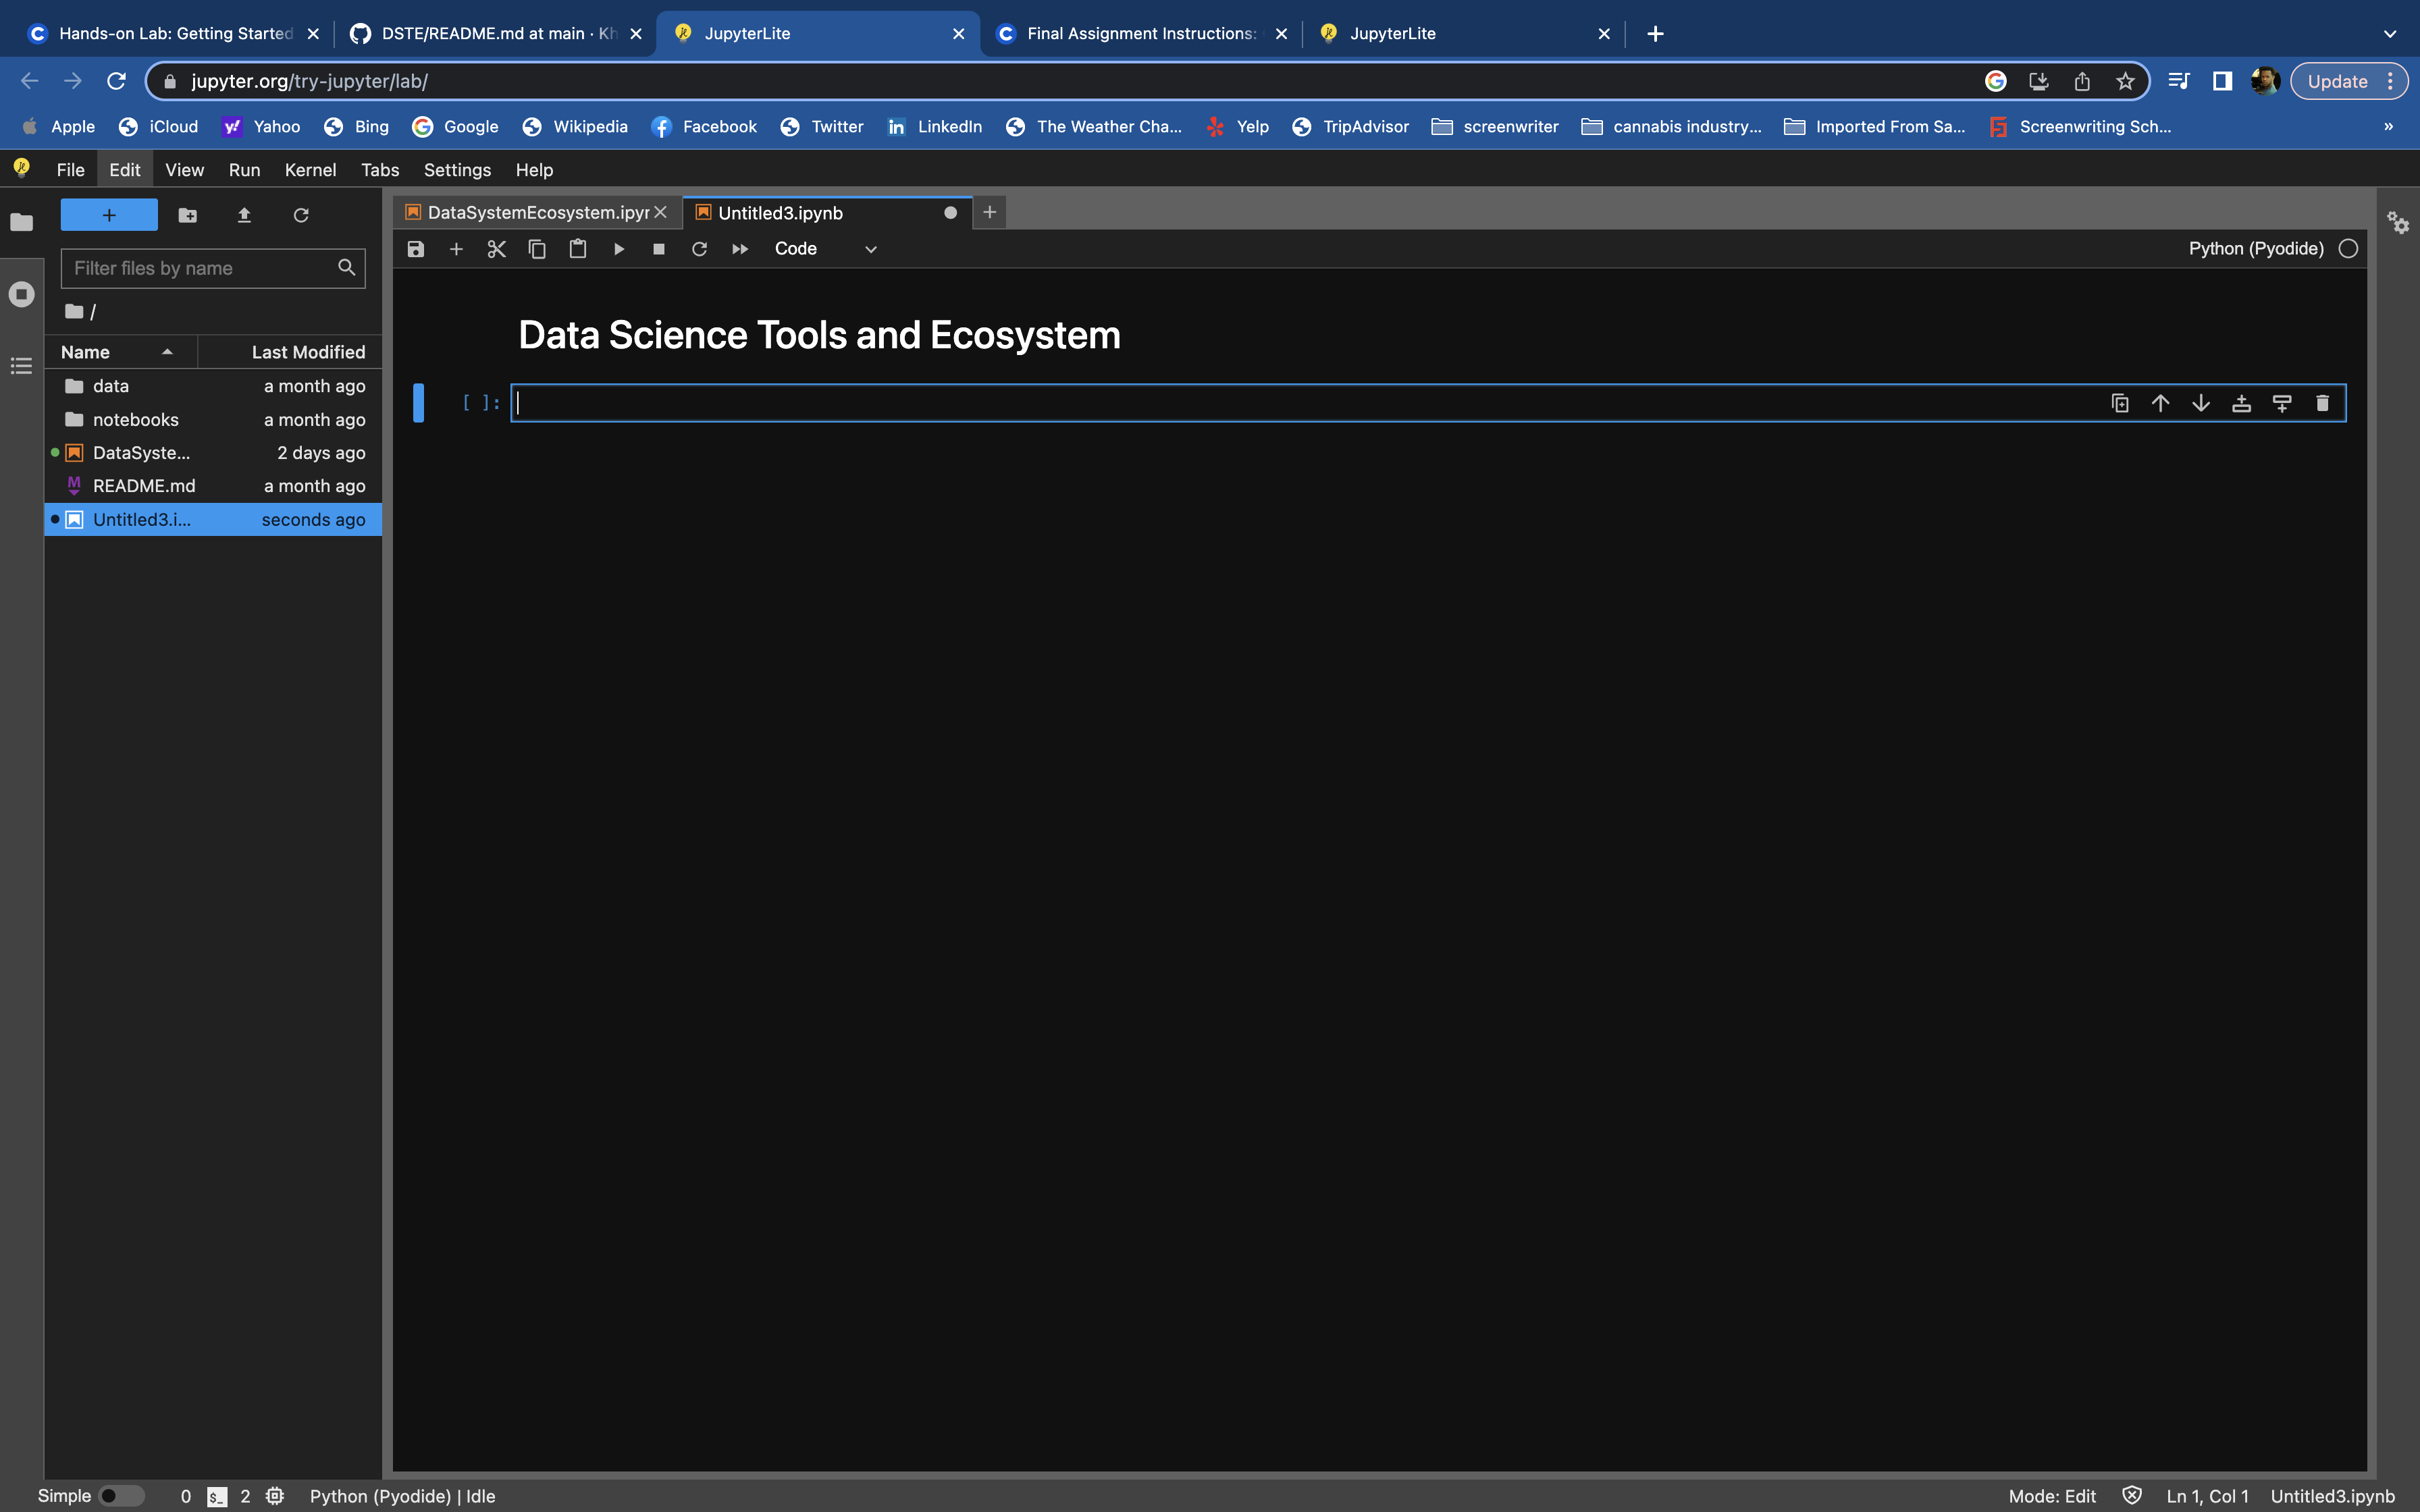 Hands-on Lab: Getting Started
DSTE/README.md at main · Kh
JupyterLite
Final Assignment Instructions:
JupyterLite
jupyter.org/try-jupyter/lab/
Update
Apple
iCloud
Yahoo
Bing
Google
Wikipedia
Facebook
Twitter
LinkedIn
The Weather Cha...
Yelp
TripAdvisor
screenwriter
cannabis industry...
Imported From Sa...
Screenwriting Sch...
»
File Edit View Run Kernel Tabs Settings Help
DataSystemEcosystem.ipyn
Untitled3.ipynb
Code
Python (Pyodide)
Filter files by name
/
Name Last Modified
data a month ago
notebooks a month ago
DataSyste... 2 days ago
README.md a month ago
Untitled3.i... seconds ago
Data Science Tools and Ecosystem
[ ]:
Simple 0 $_ 2 Python (Pyodide) | Idle
Mode: Edit Ln 1, Col 1 Untitled3.ipynb